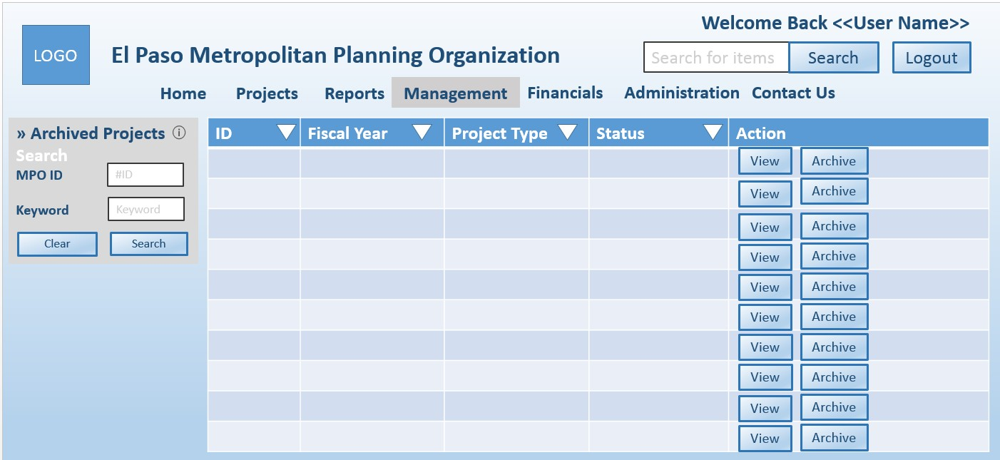 Welcome Back <<User Name>>
LOGO
El Paso Metropolitan Planning Organization
Search for items
Search
Logout
Home Projects Reports Management Financials Administration Contact Us
» Archived Projects ⓘ
Search
MPO ID #ID
Keyword Keyword
Clear Search
ID Fiscal Year Project Type Status Action
View Archive
View Archive
View Archive
View Archive
View Archive
View Archive
View Archive
View Archive
View Archive
View Archive